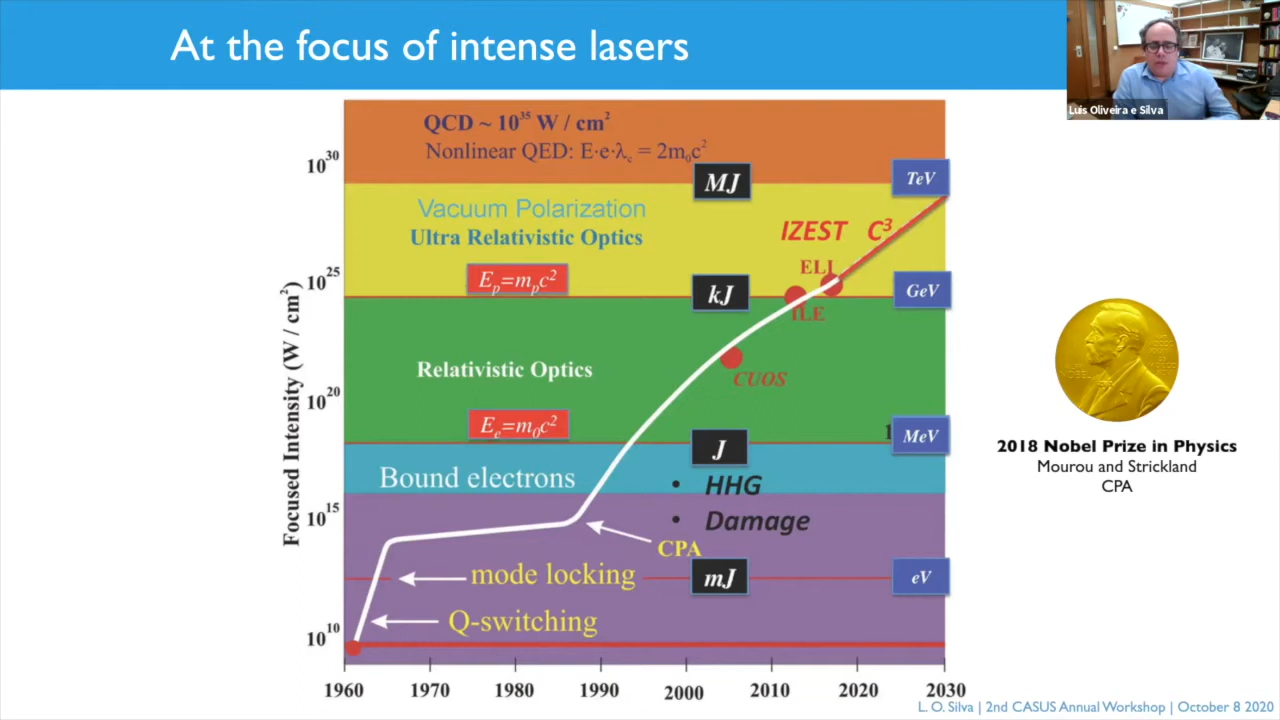 At the focus of intense lasers
Luis Oliveira e Silva
QCD ~ 10³⁵ W / cm²
Nonlinear QED: E·e·λc = 2m₀c²
10³⁰
MJ
TeV
Vacuum Polarization
Ultra Relativistic Optics
IZEST C³
ELI
10²⁵
Eₚ=mₚc²
kJ
GeV
ILE
Relativistic Optics
CUOS
10²⁰
Eₑ=m₀c²
1
MeV
J
Bound electrons
• HHG
• Damage
10¹⁵
CPA
mode locking
mJ
eV
Q-switching
10¹⁰
Focused Intensity (W / cm²)
1960 1970 1980 1990 2000 2010 2020 2030
2018 Nobel Prize in Physics
Mourou and Strickland
CPA
L. O. Silva | 2nd CASUS Annual Workshop | October 8 2020